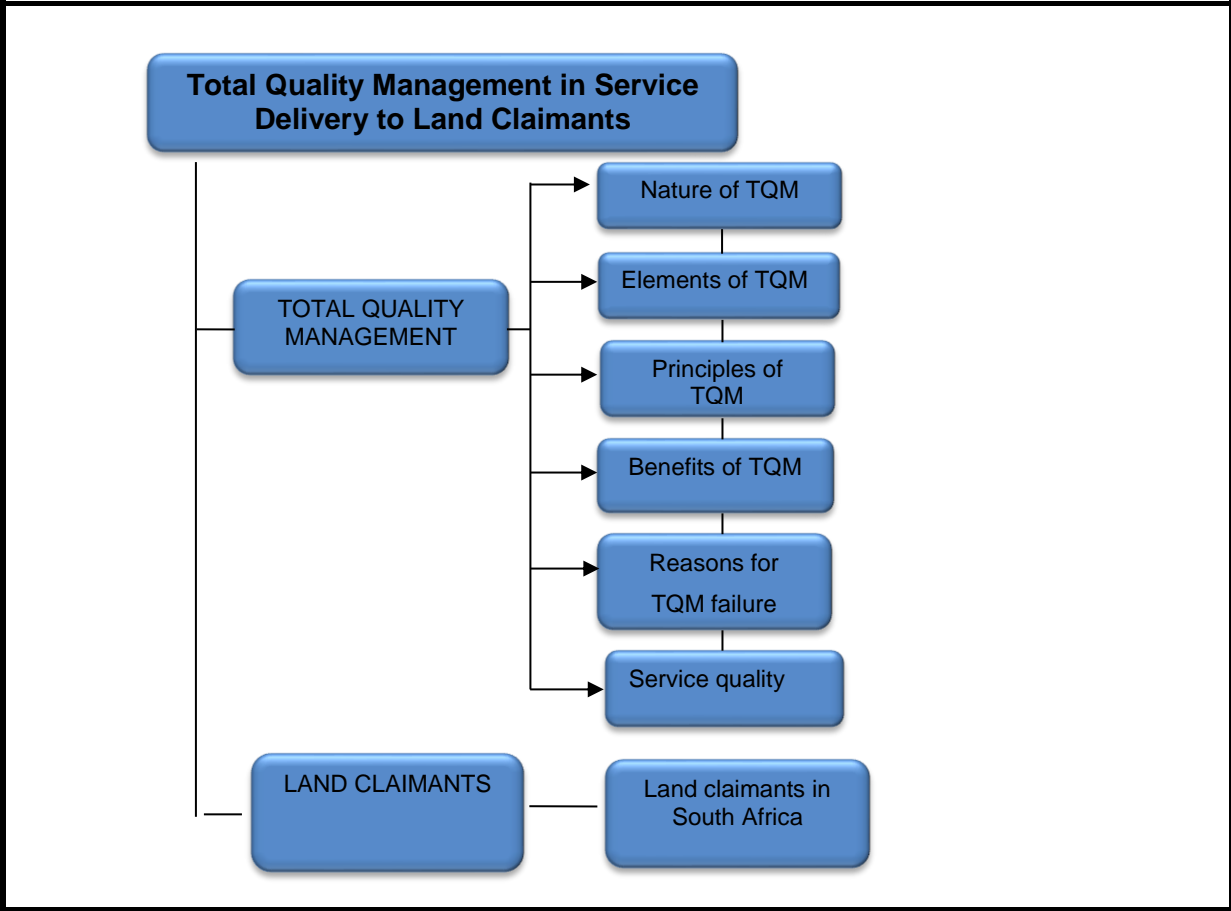 Total Quality Management in Service
Delivery to Land Claimants
Nature of TQM
Elements of TQM
TOTAL QUALITY
MANAGEMENT
Principles of
TQM
Benefits of TQM
Reasons for
TQM failure
Service quality
LAND CLAIMANTS
Land claimants in
South Africa